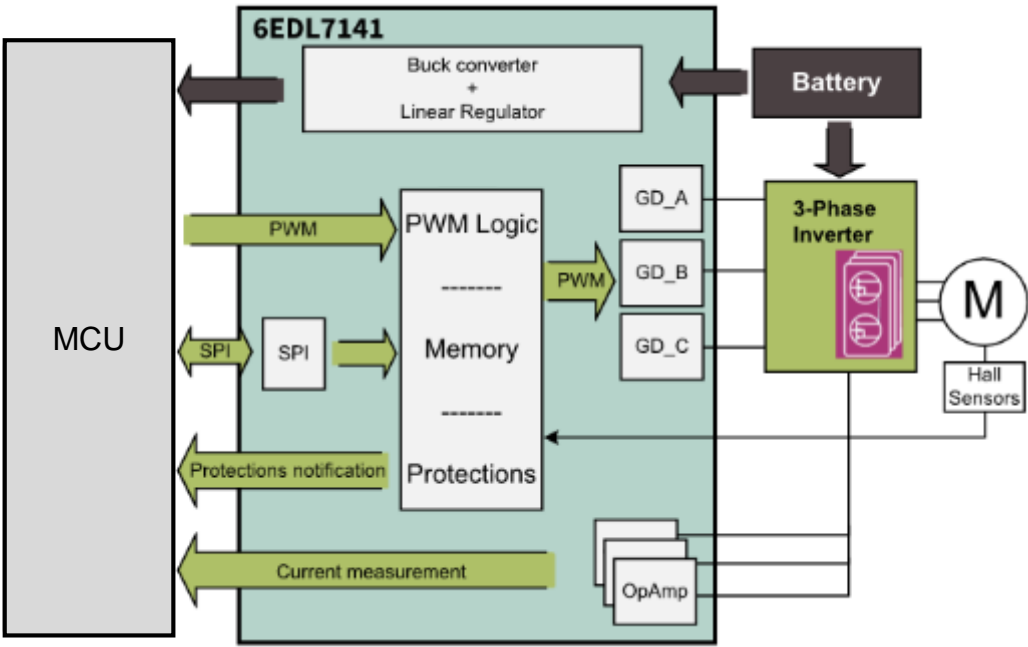 6EDL7141
Buck converter
+
Linear Regulator
Battery
MCU
PWM
PWM Logic
-------
Memory
-------
Protections
PWM
GD_A
GD_B
GD_C
3-Phase
Inverter
M
Hall
Sensors
SPI
SPI
Protections notification
Current measurement
OpAmp